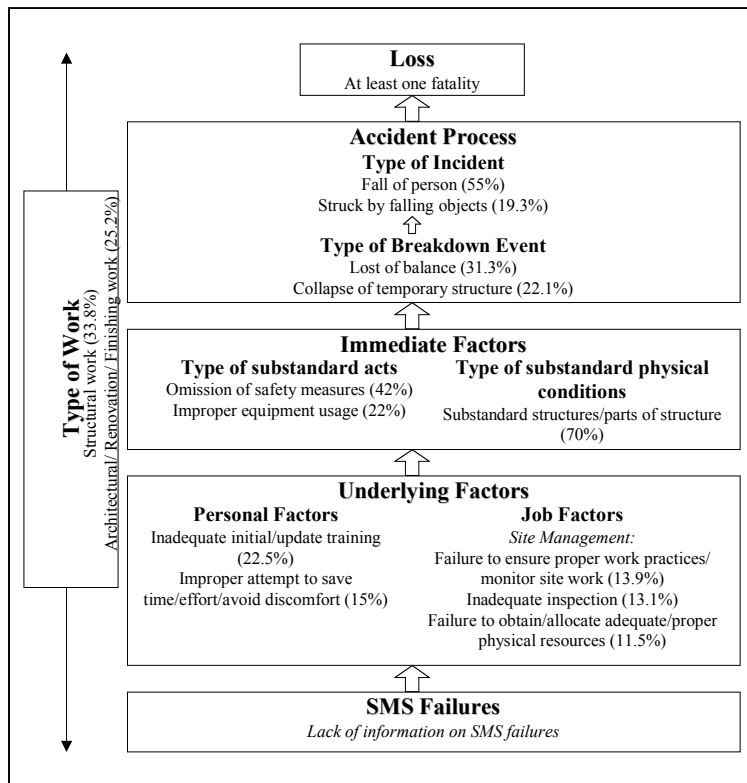 Loss
At least one fatality
Accident Process
Type of Incident
Fall of person (55%)
Struck by falling objects (19.3%)
Type of Breakdown Event
Lost of balance (31.3%)
Collapse of temporary structure (22.1%)
Type of Work
Structural work (33.8%)
Architectural/ Renovation/ Finishing work (25.2%)
Immediate Factors
Type of substandard acts
Omission of safety measures (42%)
Improper equipment usage (22%)
Type of substandard physical
conditions
Substandard structures/parts of structure
(70%)
Underlying Factors
Personal Factors
Inadequate initial/update training
(22.5%)
Improper attempt to save
time/effort/avoid discomfort (15%)
Job Factors
Site Management:
Failure to ensure proper work practices/
monitor site work (13.9%)
Inadequate inspection (13.1%)
Failure to obtain/allocate adequate/proper
physical resources (11.5%)
SMS Failures
Lack of information on SMS failures